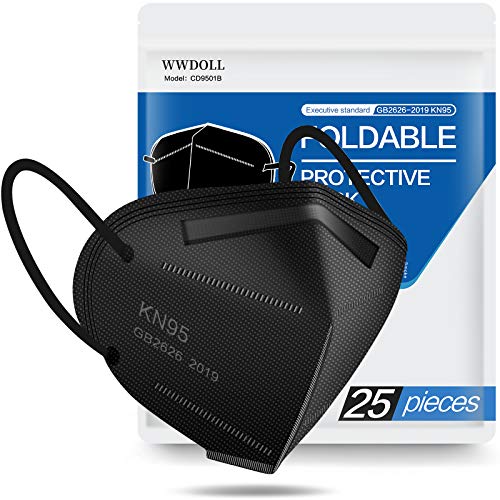 WWDOLL
Model: CD9501B
Executive standard GB2626-2019 KN95
FOLDABLE
PROTECTIVE
KN95
GB2626-2019
25 pieces